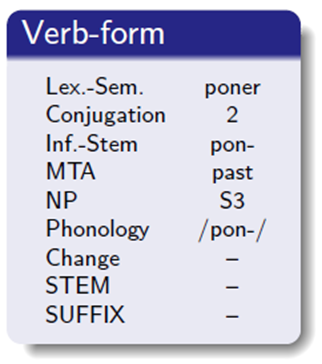 Verb-form
Lex.-Sem. poner
Conjugation 2
Inf.-Stem pon-
MTA past
NP S3
Phonology /pon-/
Change –
STEM –
SUFFIX –